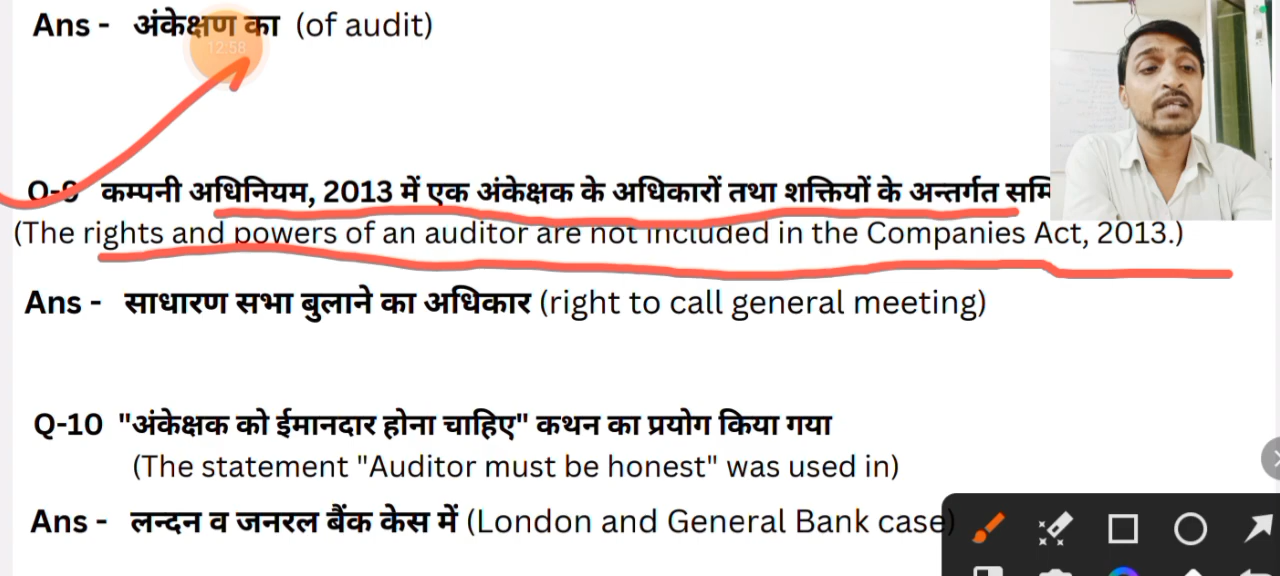 Ans - अंकेक्षण का (of audit)
12:58
Q-9 कम्पनी अधिनियम, 2013 में एक अंकेक्षक के अधिकारों तथा शक्तियों के अन्तर्गत
(The rights and powers of an auditor are not included in the Companies Act, 2013.)
Ans - साधारण सभा बुलाने का अधिकार (right to call general meeting)
Q-10 "अंकेक्षक को ईमानदार होना चाहिए" कथन का प्रयोग किया गया
(The statement "Auditor must be honest" was used in)
Ans - लन्दन व जनरल बैंक केस में (London and General Bank case)